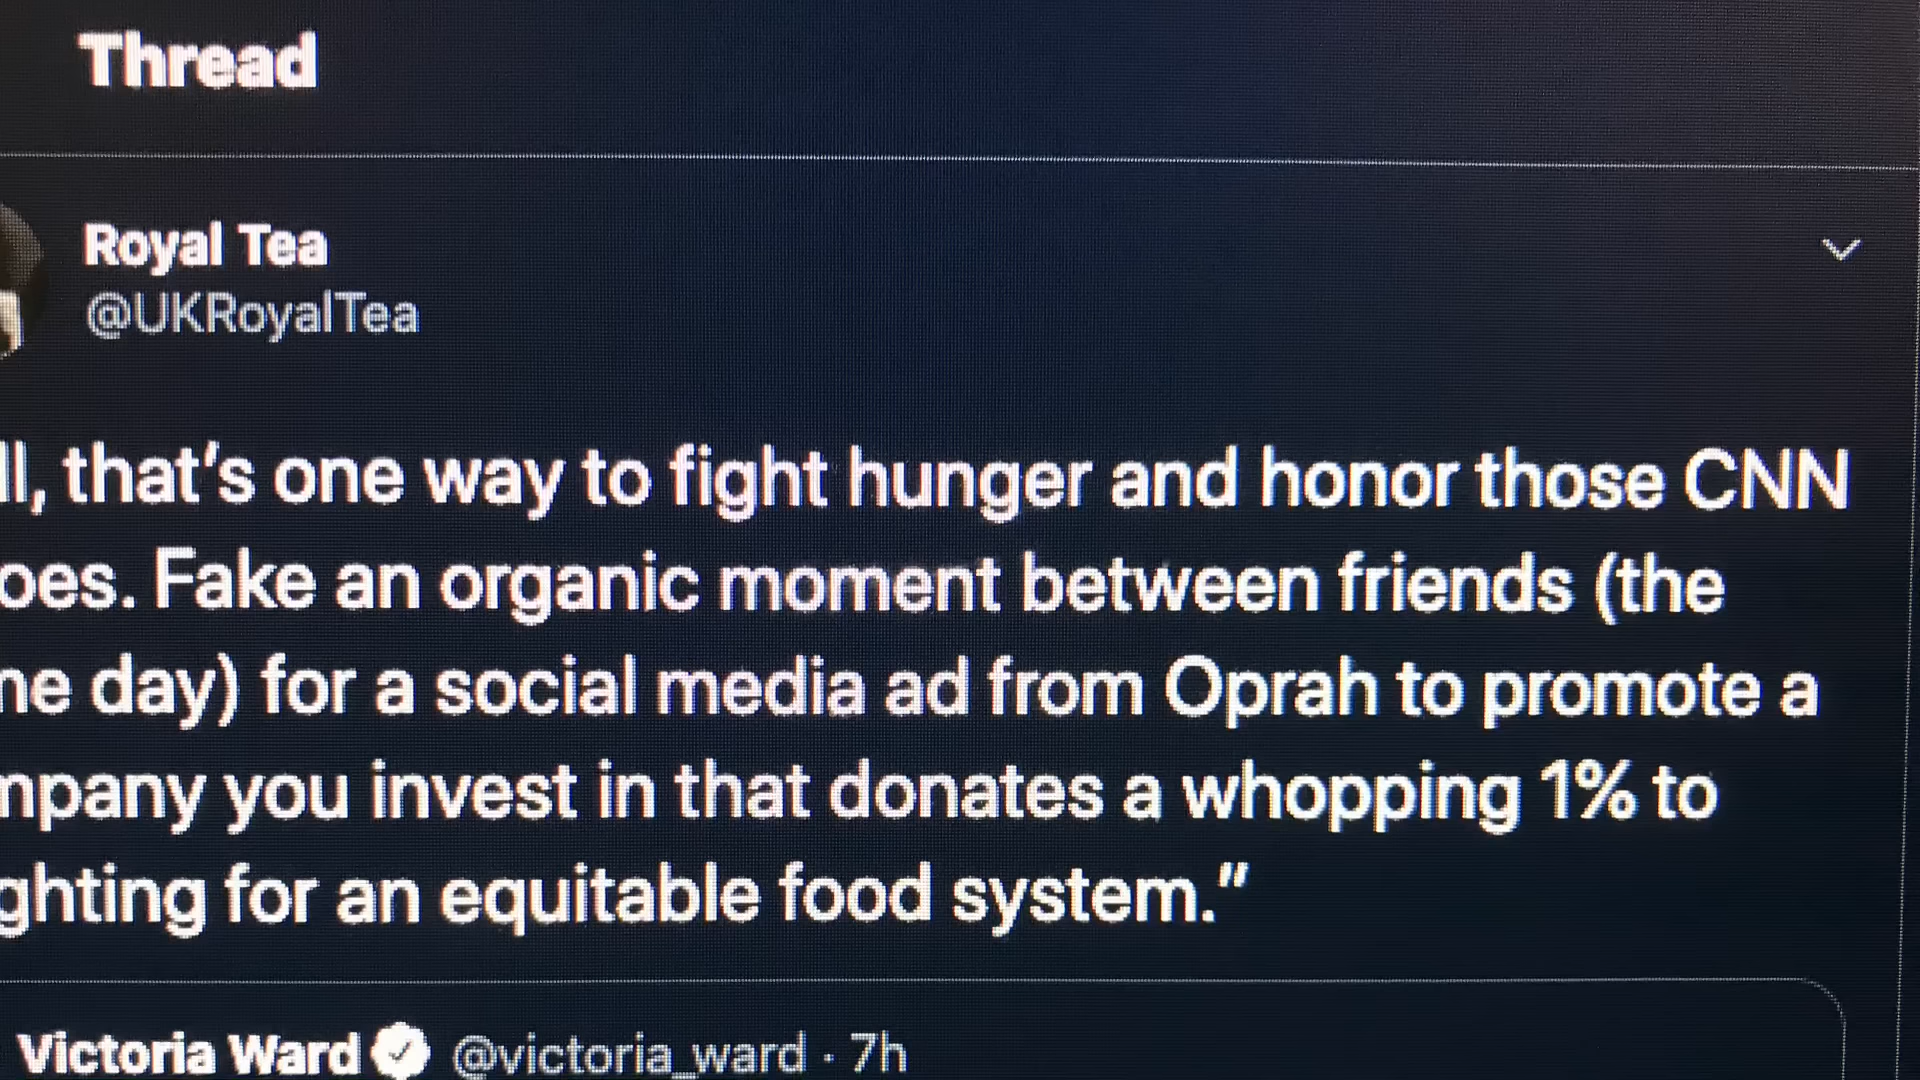 Thread
Royal Tea
@UKRoyalTea
ll, that's one way to fight hunger and honor those CNN
oes. Fake an organic moment between friends (the
ne day) for a social media ad from Oprah to promote a
mpany you invest in that donates a whopping 1% to
ghting for an equitable food system."
Victoria Ward @victoria_ward · 7h